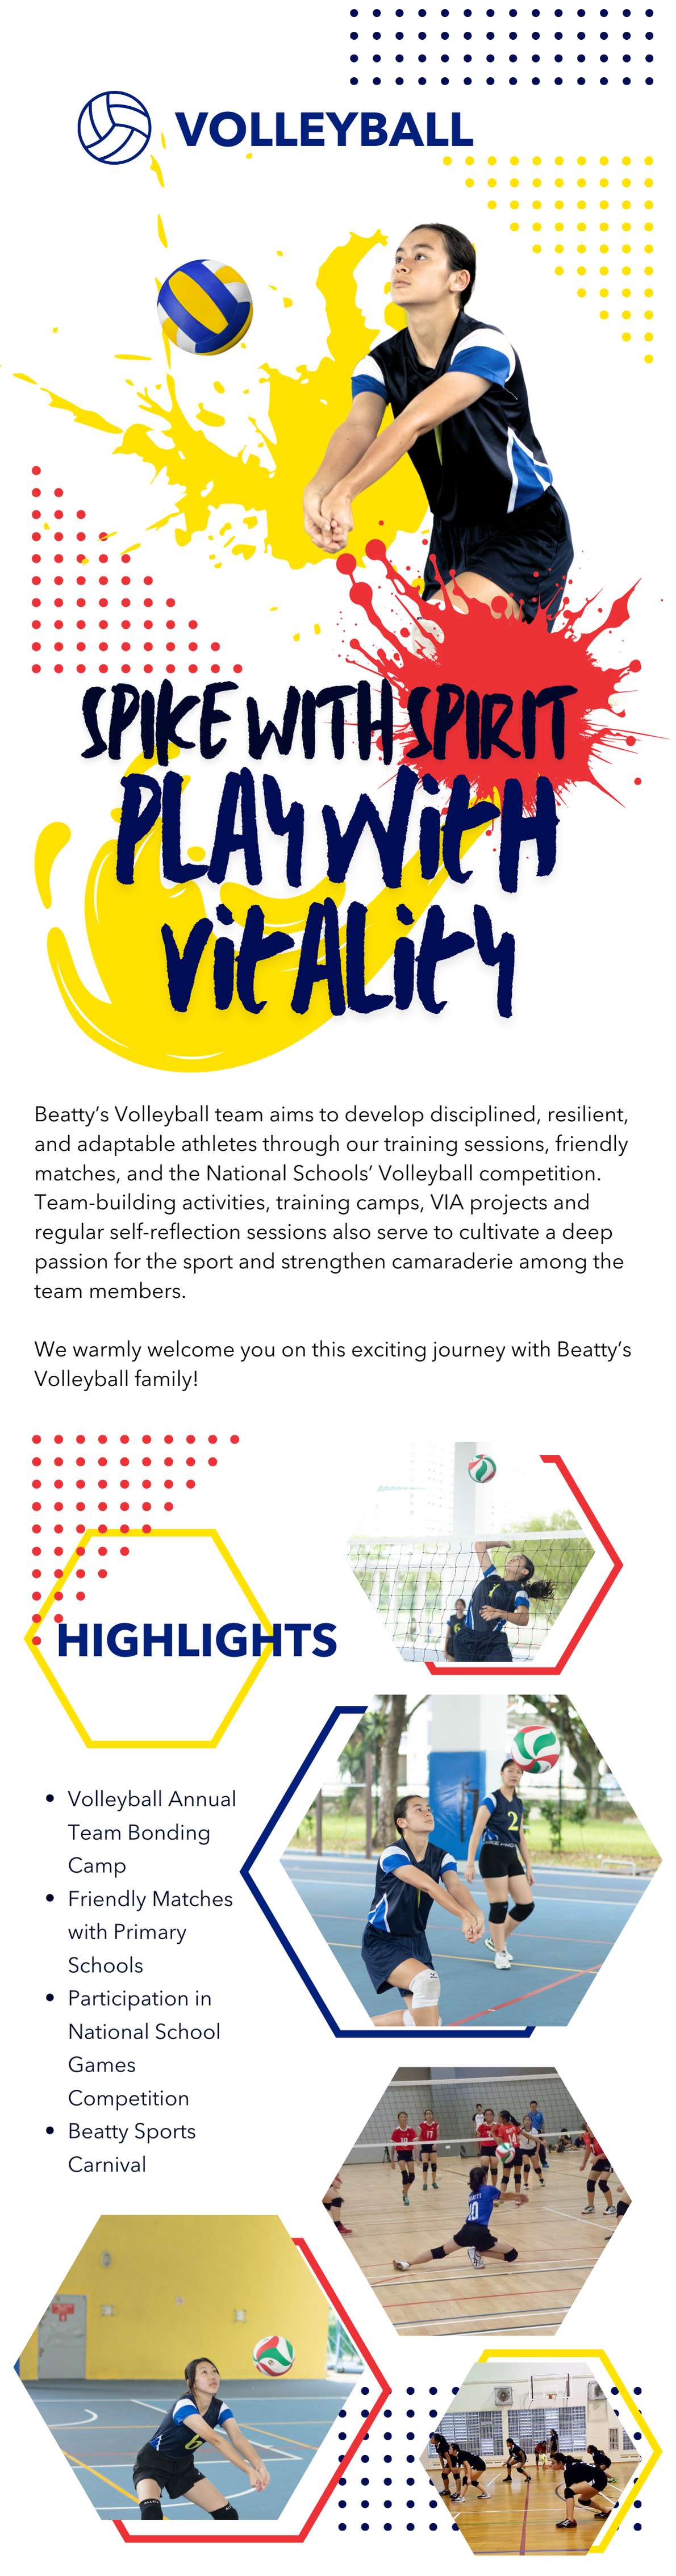 VOLLEYBALL
SPIKE WITH SPIRIT
PLAY WitH
VitALity
Beatty’s Volleyball team aims to develop disciplined, resilient,
and adaptable athletes through our training sessions, friendly
matches, and the National Schools’ Volleyball competition.
Team-building activities, training camps, VIA projects and
regular self-reflection sessions also serve to cultivate a deep
passion for the sport and strengthen camaraderie among the
team members.
We warmly welcome you on this exciting journey with Beatty’s
Volleyball family!
HIGHLIGHTS
• Volleyball Annual
Team Bonding
Camp
• Friendly Matches
with Primary
Schools
• Participation in
National School
Games
Competition
• Beatty Sports
Carnival
2
10
14
6